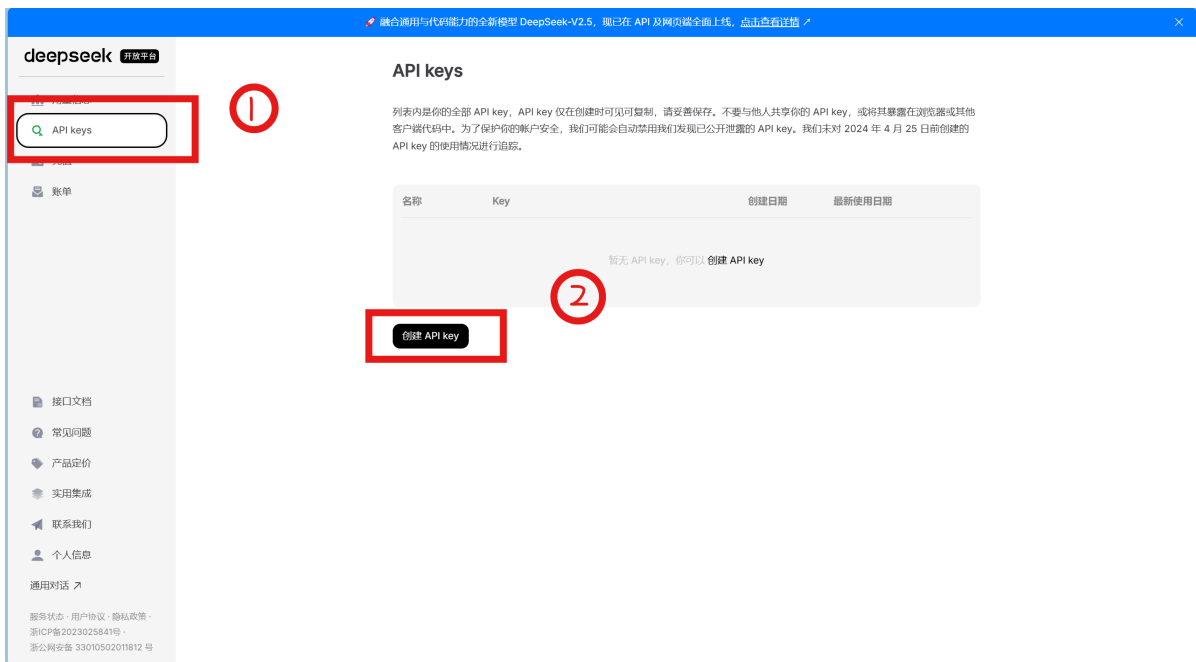 融合通用与代码能力的全新模型 DeepSeek-V2.5，现已在 API 及网页端全面上线，点击查看详情
deepseek 开放平台
API keys
账单
接口文档
常见问题
产品定价
实用集成
联系我们
个人信息
通用对话
服务状态 · 用户协议 · 隐私政策 ·
浙ICP备2023025841号 ·
浙公网安备 33010502011812 号
①
API keys
列表内是你的全部 API key，API key 仅在创建时可见可复制，请妥善保存。不要与他人共享你的 API key，或将其暴露在浏览器或其他
客户端代码中。为了保护你的帐户安全，我们可能会自动禁用我们发现已公开泄露的 API key。我们未对 2024 年 4 月 25 日前创建的
API key 的使用情况进行追踪。
名称 Key 创建日期 最新使用日期
暂无 API key，你可以 创建 API key
②
创建 API key